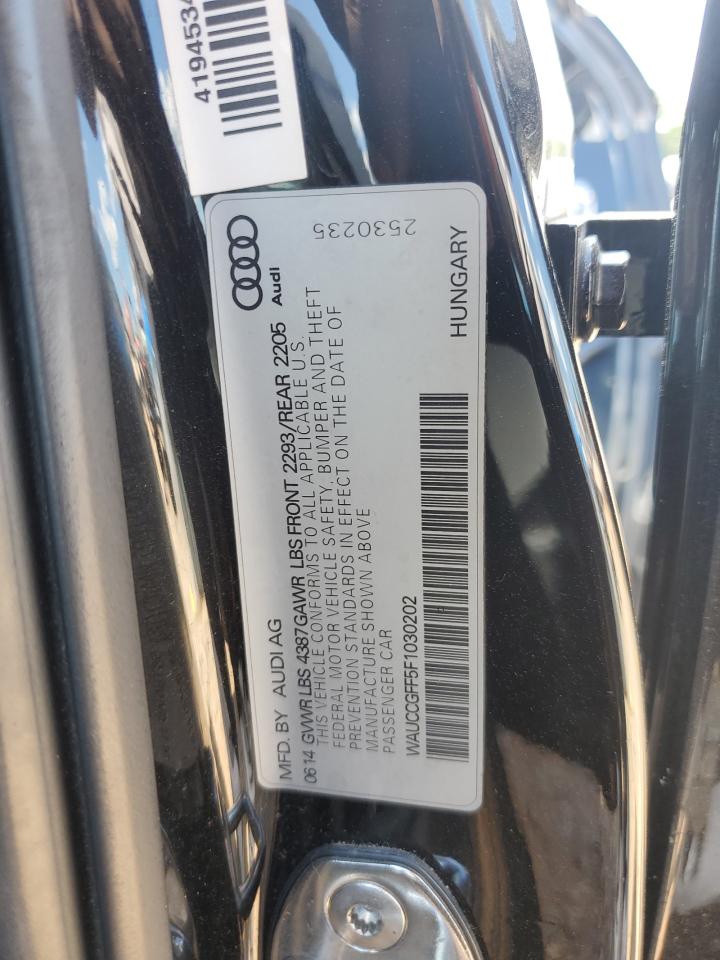 4194534
2530235
Audi
MFD. BY AUDI AG
0614 GVWR LBS 4387 GAWR LBS FRONT 2293/REAR 2205
THIS VEHICLE CONFORMS TO ALL APPLICABLE U.S.
FEDERAL MOTOR VEHICLE SAFETY, BUMPER AND THEFT
PREVENTION STANDARDS IN EFFECT ON THE DATE OF
MANUFACTURE SHOWN ABOVE
PASSENGER CAR
WAUCCGFF5F1030202
HUNGARY